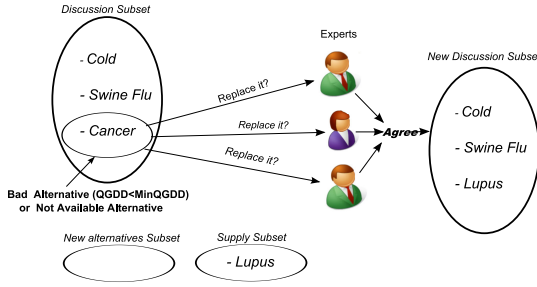 Discussion Subset
- Cold
- Swine Flu
- Cancer
Bad Alternative (QGDD<MinQGDD)
or Not Available Alternative
Replace it?
Replace it?
Replace it?
Experts
Agree
New Discussion Subset
- Cold
- Swine Flu
- Lupus
New alternatives Subset
Supply Subset
- Lupus